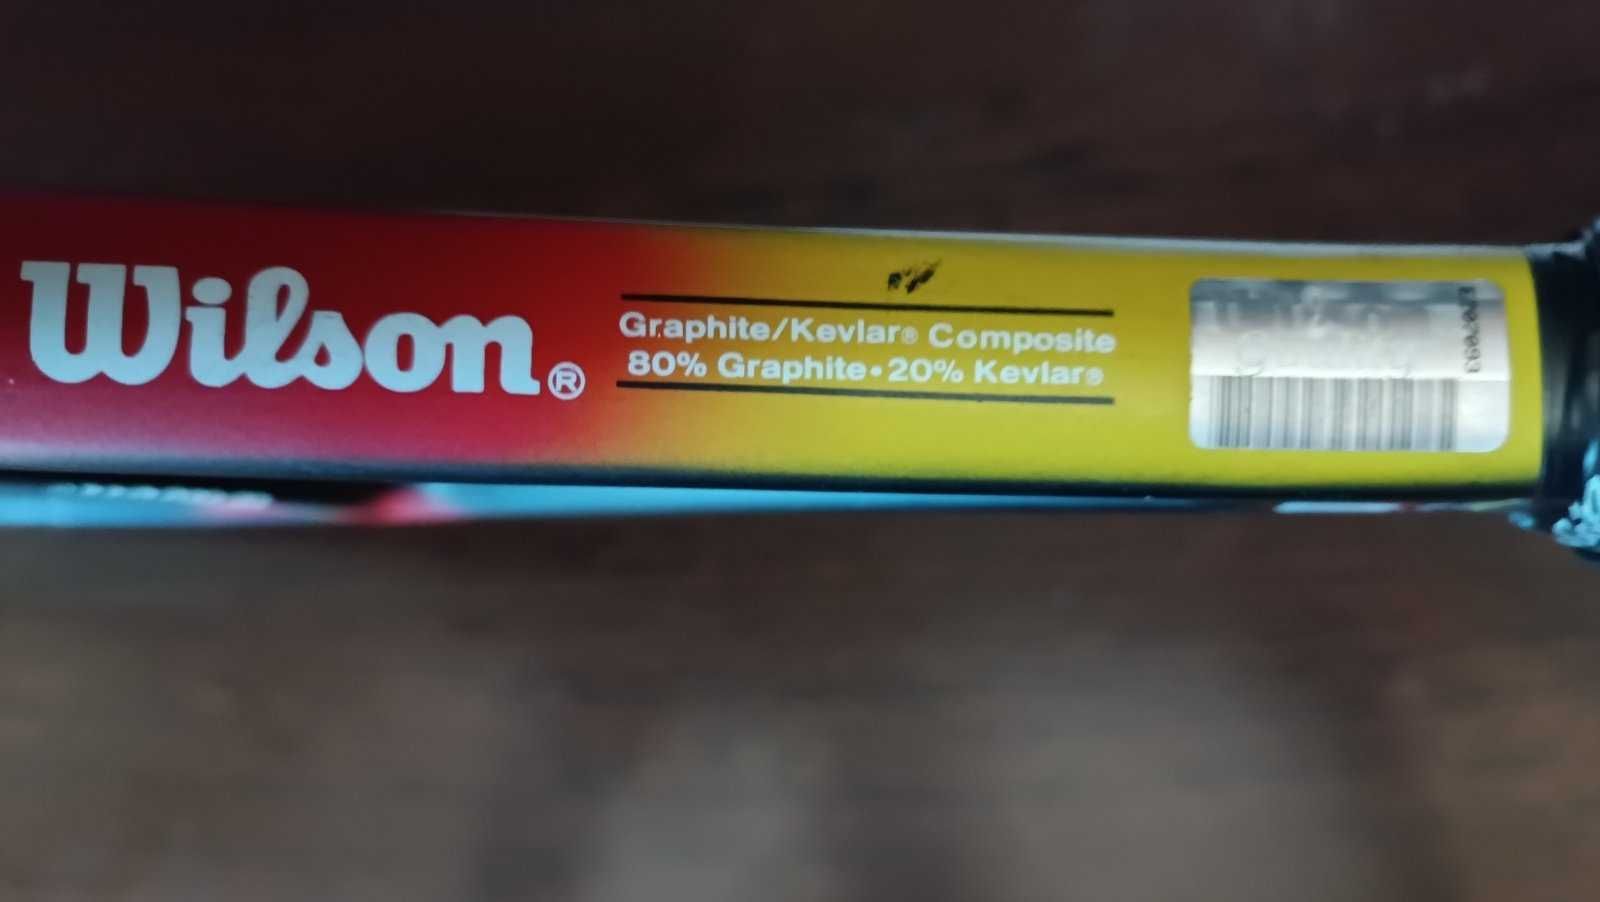 Wilson®
Graphite/Kevlar® Composite
80% Graphite • 20% Kevlar®